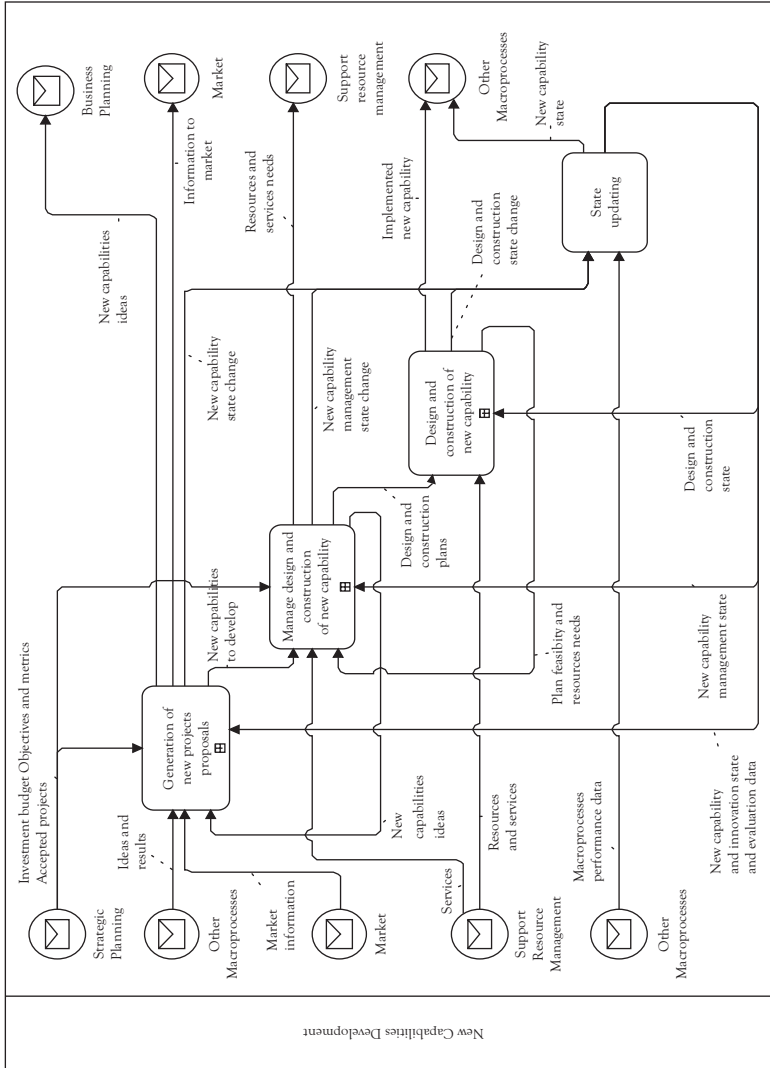 New Capabilities Development
Investment budget Objectives and metrics
Accepted projects
Strategic
Planning
Ideas and
results
Other
Macroprocesses
Market
information
Market
Services
Support
Resource
Management
Resources
and services
Macroprocesses
performance data
Other
Macroprocesses
Generation of
new projects
proposals
New capabilities
to develop
New
capabilities
ideas
Manage design and
construction
of new capability
Design and
construction
plans
Plan feasibity and
resources needs
Design and
construction of
new capability
New capability
and innovation state
and evaluation data
New capability
management state
Design and
construction
state
New capabilities
ideas
New capability
state change
New capability
management
state change
Design and
construction
state change
State
updating
Information to
market
Resources and
services needs
Implemented
new capability
New capability
state
Business
Planning
Market
Support
resource
management
Other
Macroprocesses